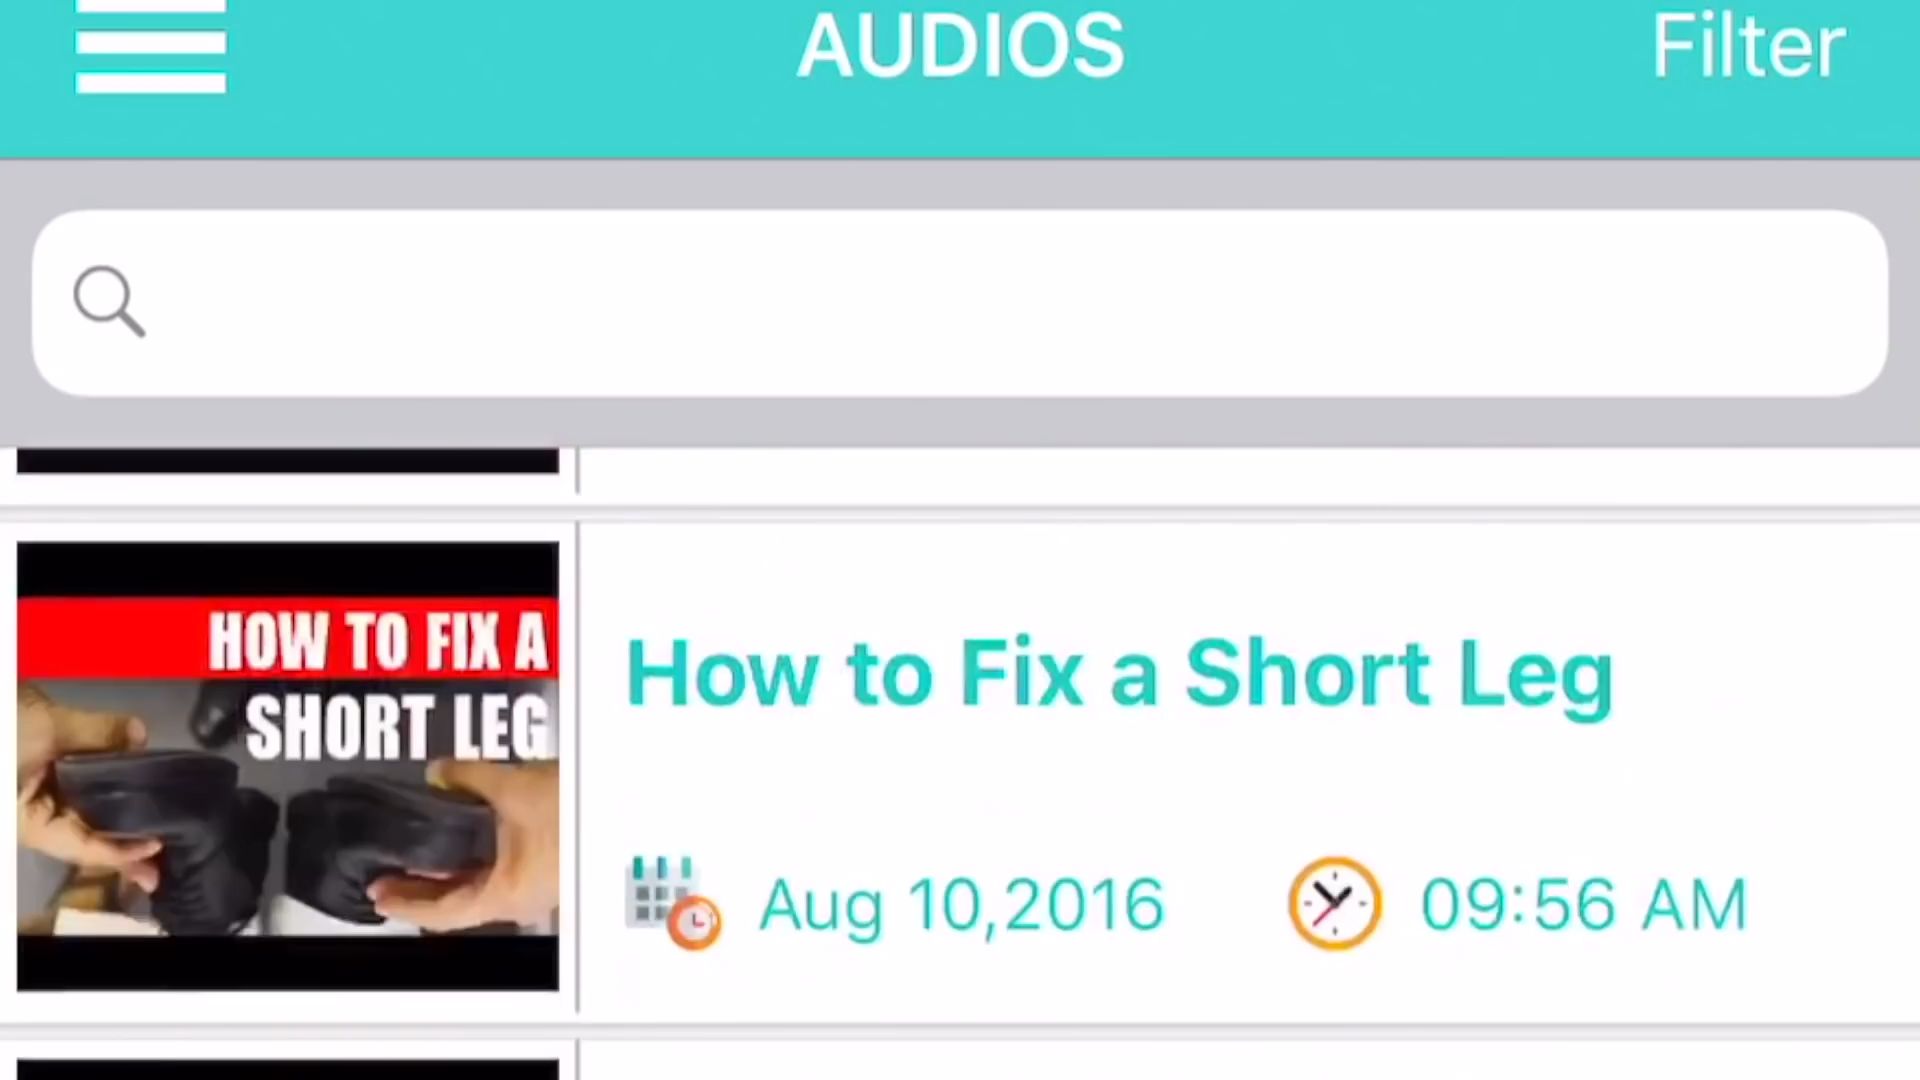 AUDIOS
Filter
HOW TO FIX A
SHORT LEG
How to Fix a Short Leg
Aug 10,2016
09:56 AM